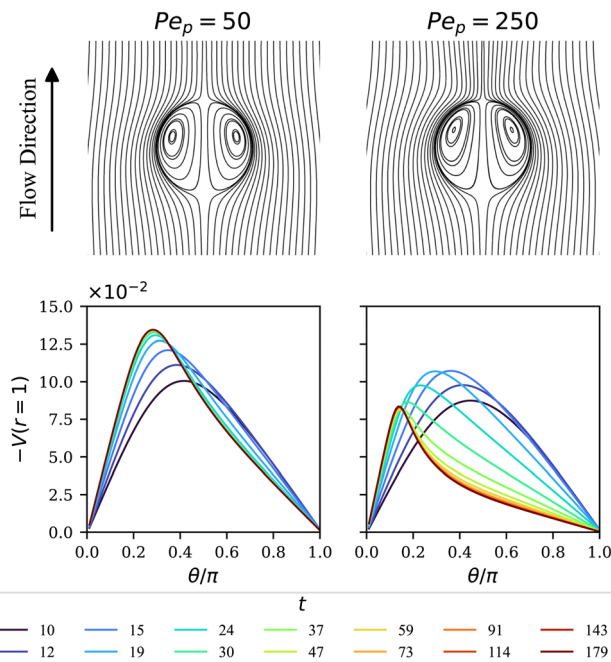 Pe_p = 50
Pe_p = 250
Flow Direction
×10^-2
−V(r = 1)
15.0
12.5
10.0
7.5
5.0
2.5
0.0
0.0 0.2 0.4 0.6 0.8 1.0
0.0 0.2 0.4 0.6 0.8 1.0
θ/π
θ/π
t
10 15 24 37 59 91 143
12 19 30 47 73 114 179